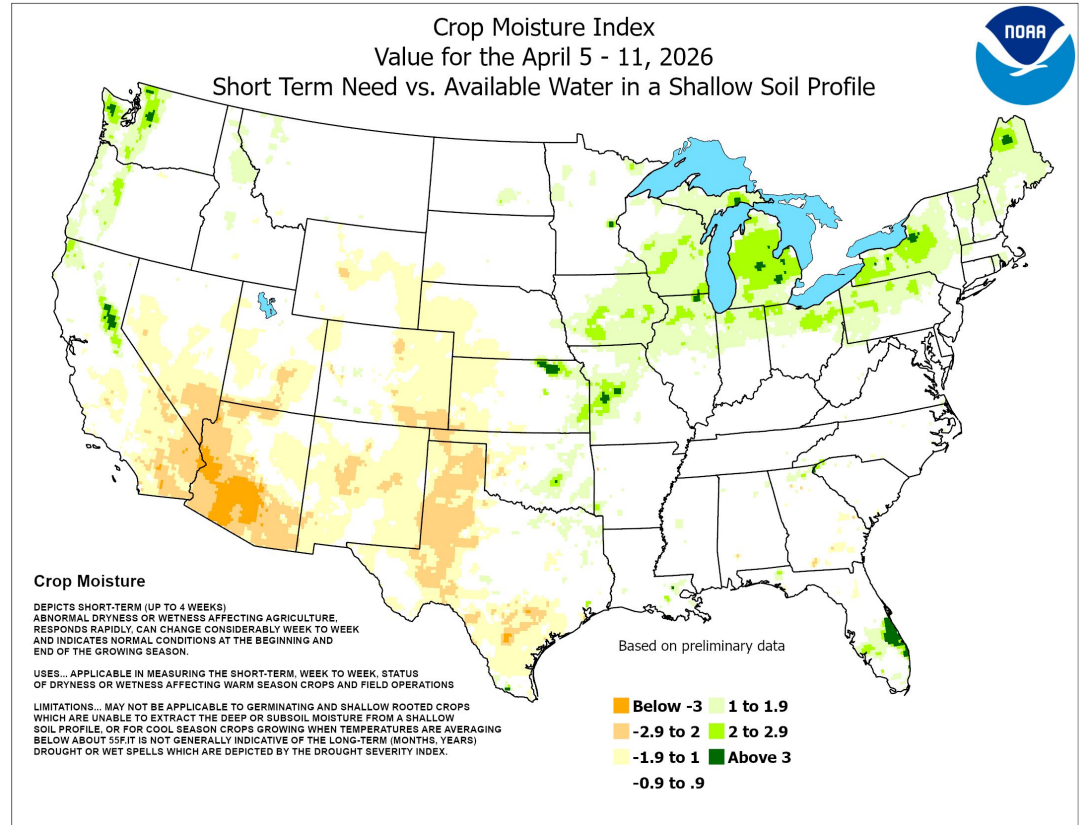 Crop Moisture Index
Value for the April 5 - 11, 2026
Short Term Need vs. Available Water in a Shallow Soil Profile
NOAA
Crop Moisture
DEPICTS SHORT-TERM (UP TO 4 WEEKS)
ABNORMAL DRYNESS OR WETNESS AFFECTING AGRICULTURE,
RESPONDS RAPIDLY, CAN CHANGE CONSIDERABLY WEEK TO WEEK
AND INDICATES NORMAL CONDITIONS AT THE BEGINNING AND
END OF THE GROWING SEASON.
USES... APPLICABLE IN MEASURING THE SHORT-TERM, WEEK TO WEEK, STATUS
OF DRYNESS OR WETNESS AFFECTING WARM SEASON CROPS AND FIELD OPERATIONS
LIMITATIONS... MAY NOT BE APPLICABLE TO GERMINATING AND SHALLOW ROOTED CROPS
WHICH ARE UNABLE TO EXTRACT THE DEEP OR SUBSOIL MOISTURE FROM A SHALLOW
SOIL PROFILE, OR FOR COOL SEASON CROPS GROWING WHEN TEMPERATURES ARE AVERAGING
BELOW ABOUT 55F.IT IS NOT GENERALLY INDICATIVE OF THE LONG-TERM (MONTHS, YEARS)
DROUGHT OR WET SPELLS WHICH ARE DEPICTED BY THE DROUGHT SEVERITY INDEX.
Based on preliminary data
Below -3
-2.9 to 2
-1.9 to 1
-0.9 to .9
1 to 1.9
2 to 2.9
Above 3